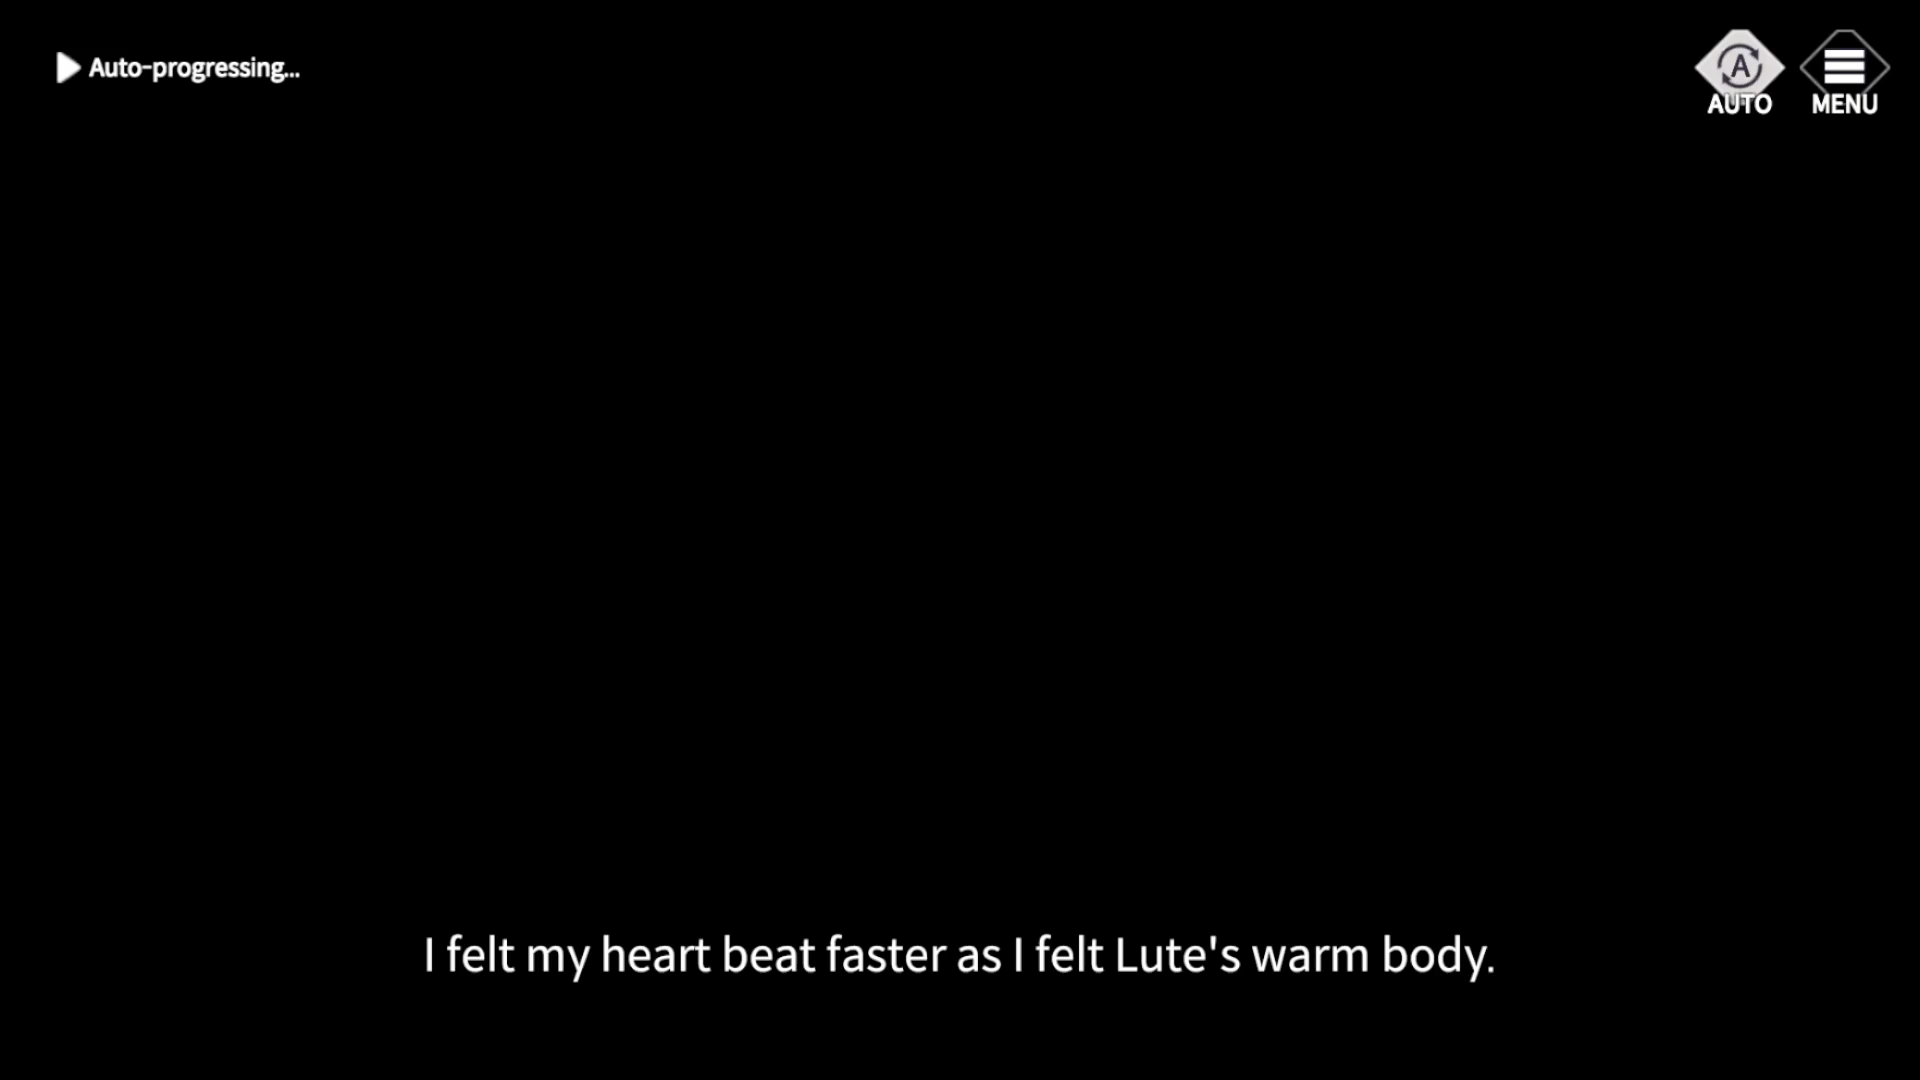 Auto-progressing...
A
AUTO
MENU
I felt my heart beat faster as I felt Lute's warm body.